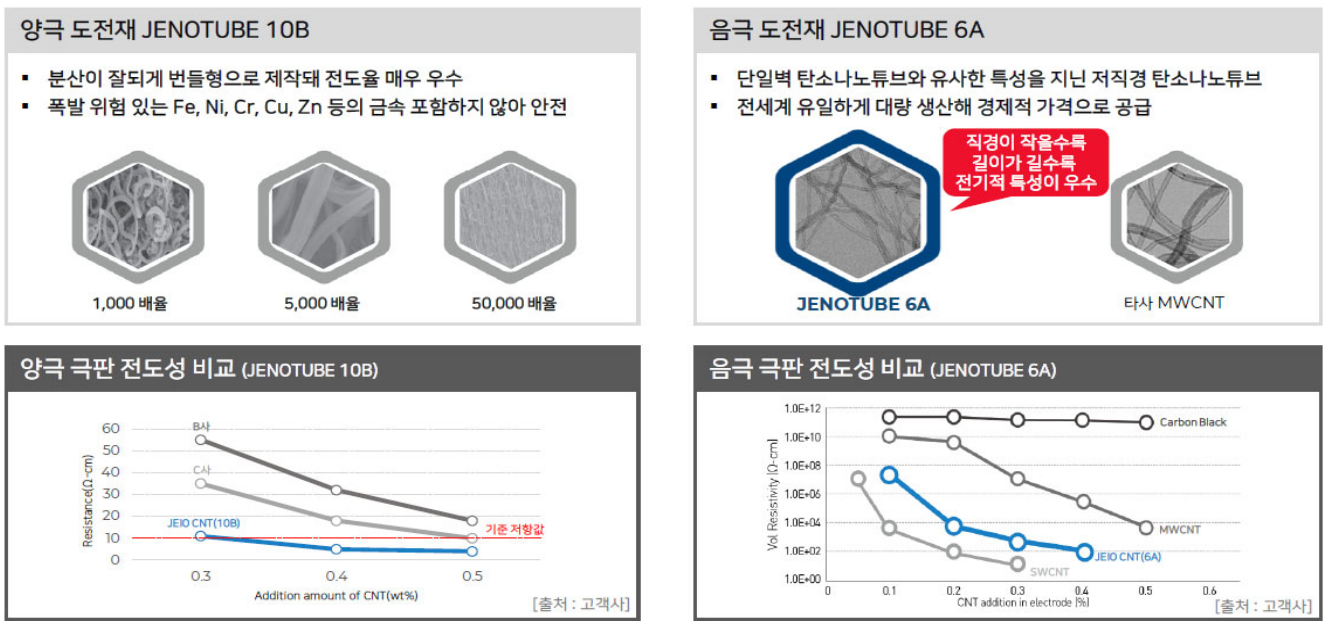 양극 도전재 JENOTUBE 10B
▪ 분산이 잘되게 번들형으로 제작돼 전도율 매우 우수
▪ 폭발 위험 있는 Fe, Ni, Cr, Cu, Zn 등의 금속 포함하지 않아 안전
1,000 배율
5,000 배율
50,000 배율
음극 도전재 JENOTUBE 6A
▪ 단일벽 탄소나노튜브와 유사한 특성을 지닌 저직경 탄소나노튜브
▪ 전세계 유일하게 대량 생산해 경제적 가격으로 공급
직경이 작을수록
길이가 길수록
전기적 특성이 우수
JENOTUBE 6A
타사 MWCNT
양극 극판 전도성 비교 (JENOTUBE 10B)
Resistance(Ω-cm)
60
50
40
30
20
10
0
B사
C사
JEIO CNT(10B)
기준 저항값
0.3
0.4
0.5
Addition amount of CNT(wt%)
[출처 : 고객사]
음극 극판 전도성 비교 (JENOTUBE 6A)
Vol. Resistivity [Ω-cm]
1.0E+12
1.0E+10
1.0E+08
1.0E+06
1.0E+04
1.0E+02
1.0E+00
Carbon Black
MWCNT
JEIO CNT(6A)
SWCNT
0
0.1
0.2
0.3
0.4
0.5
0.6
CNT addition in electrode [%]
[출처 : 고객사]